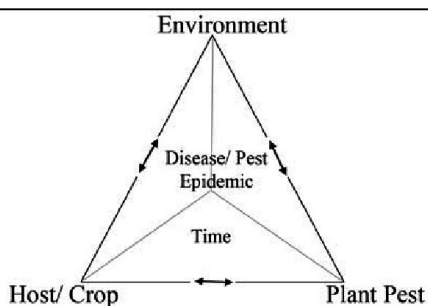 Environment
Disease/ Pest
Epidemic
Time
Host/ Crop
Plant Pest